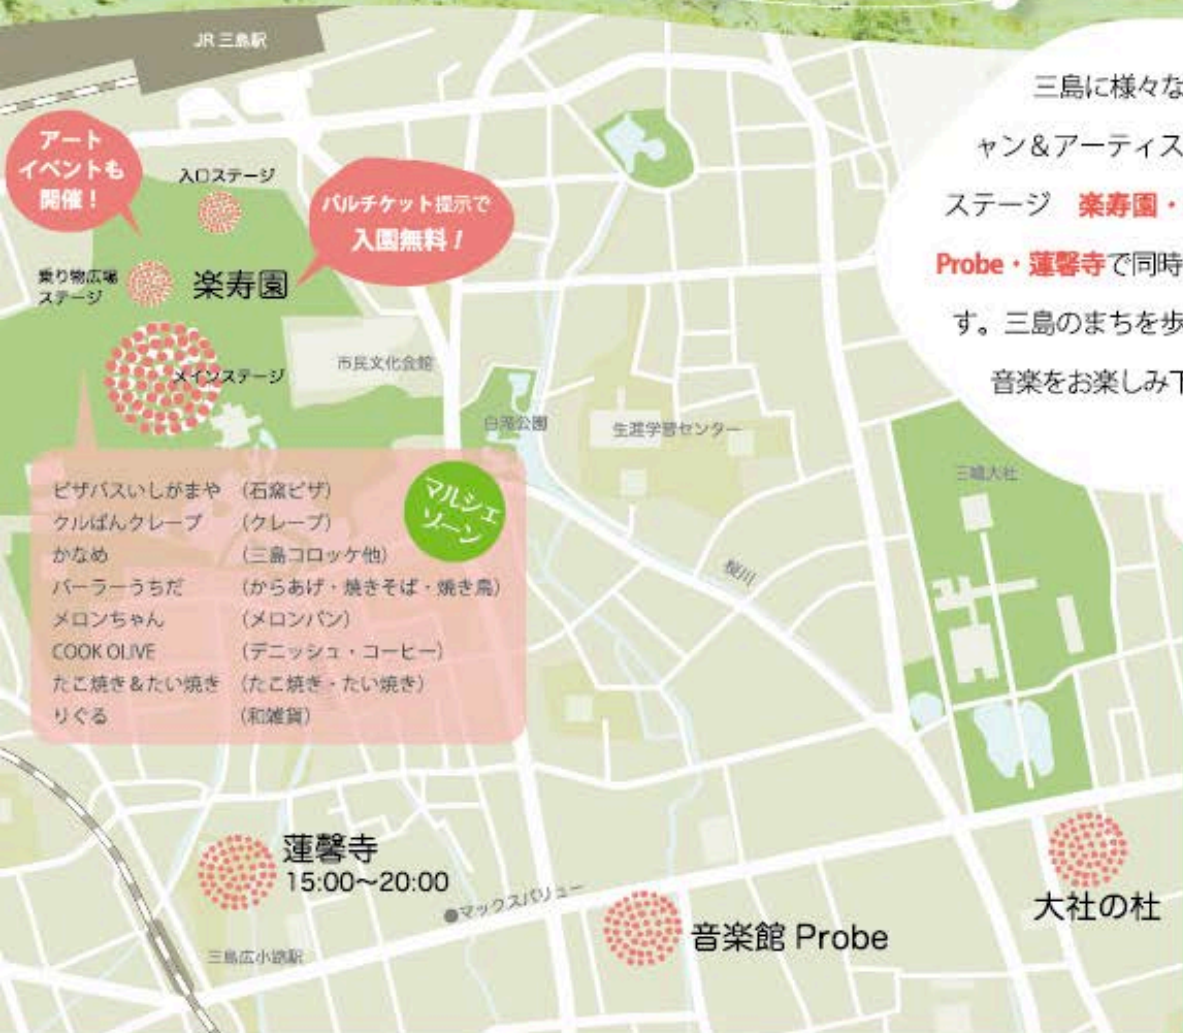 JR 三島駅
アート
イベントも
開催！
入口ステージ
バルチケット提示で
入園無料！
乗り物広場
ステージ
楽寿園
メインステージ
市民文化会館
白滝公園
生涯学習センター
三嶋大社
桜川
三島に様々な
ャン＆アーティス
ステージ 楽寿園・
Probe・蓮馨寺で同時
す。三島のまちを歩
音楽をお楽しみ下
マルシェ
ゾーン
ピザバスいしがまや （石窯ピザ）
クルぱんクレープ （クレープ）
かなめ （三島コロッケ他）
パーラーうちだ （からあげ・焼きそば・焼き鳥）
メロンちゃん （メロンパン）
COOK OLIVE （デニッシュ・コーヒー）
たこ焼き＆たい焼き （たこ焼き・たい焼き）
りぐる （和雑貨）
蓮馨寺
15:00～20:00
●マックスバリュー
三島広小路駅
音楽館 Probe
大社の杜